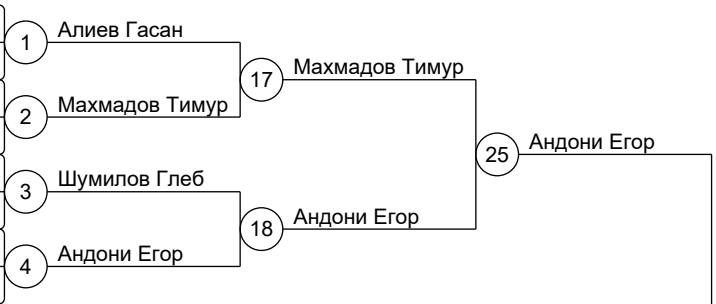 1 Алиев Гасан
17 Махмадов Тимур
2 Махмадов Тимур
25 Андони Егор
3 Шумилов Глеб
18 Андони Егор
4 Андони Егор